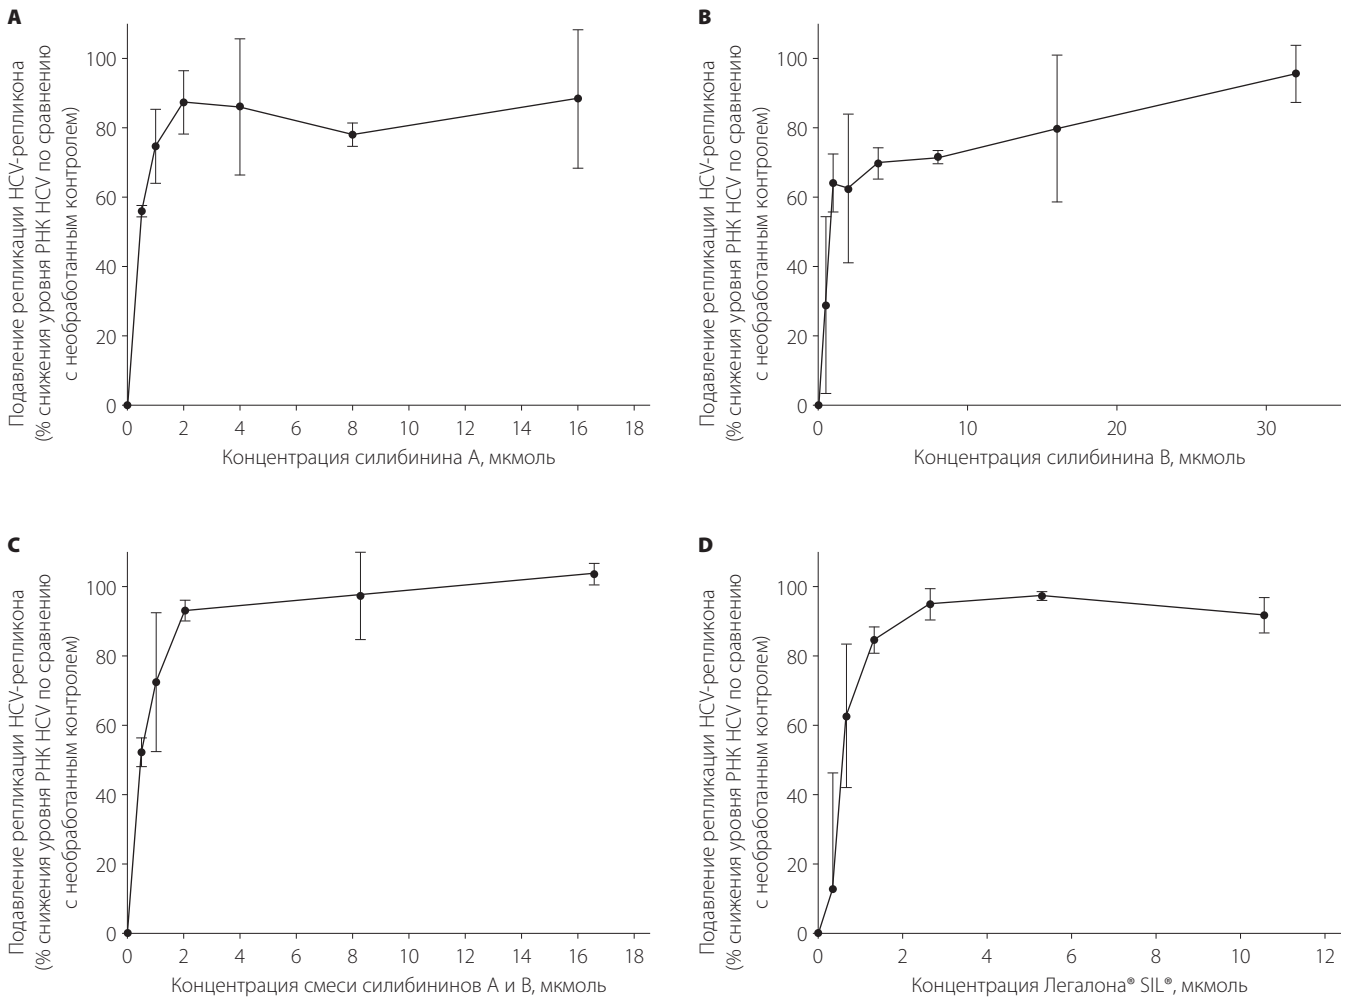 A
Подавление репликации HCV-репликона
(% снижения уровня РНК HCV по сравнению
с необработанным контролем)
100
80
60
40
20
0
0 2 4 6 8 10 12 14 16 18
Концентрация силибинина А, мкмоль
B
Подавление репликации HCV-репликона
(% снижения уровня РНК HCV по сравнению
с необработанным контролем)
100
80
60
40
20
0
0 10 20 30
Концентрация силибинина В, мкмоль
C
Подавление репликации HCV-репликона
(% снижения уровня РНК HCV по сравнению
с необработанным контролем)
100
80
60
40
20
0
0 2 4 6 8 10 12 14 16 18
Концентрация смеси силибининов А и В, мкмоль
D
Подавление репликации HCV-репликона
(% снижения уровня РНК HCV по сравнению
с необработанным контролем)
100
80
60
40
20
0
0 2 4 6 8 10 12
Концентрация Легалона® SIL®, мкмоль